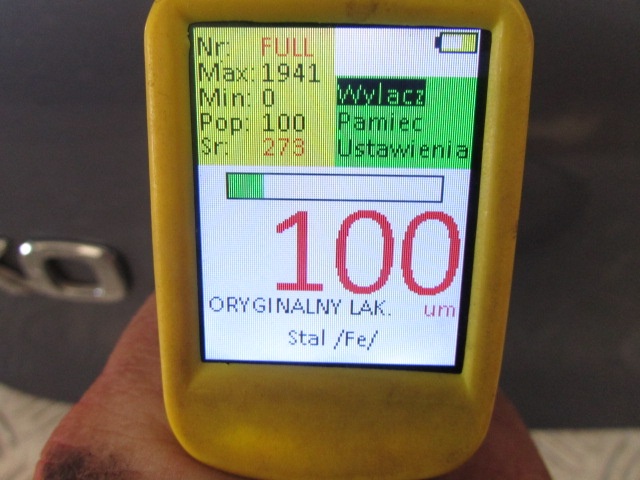 Nr: FULL
Max: 1941
Min: 0
Pop: 100
Sr: 273
Wylacz
Pamiec
Ustawienia
100
ORYGINALNY LAK. um
Stal /Fe/